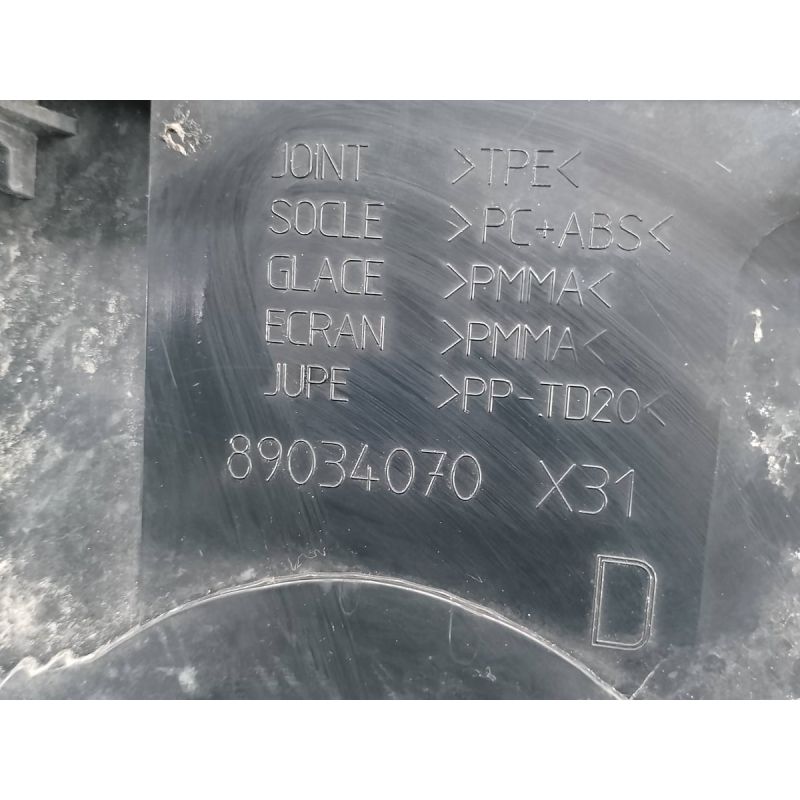 JOINT >TPE<
SOCLE >PC+ABS<
GLACE >PMMA<
ECRAN >PMMA<
JUPE >PP-TD20<
89034070 X31
D